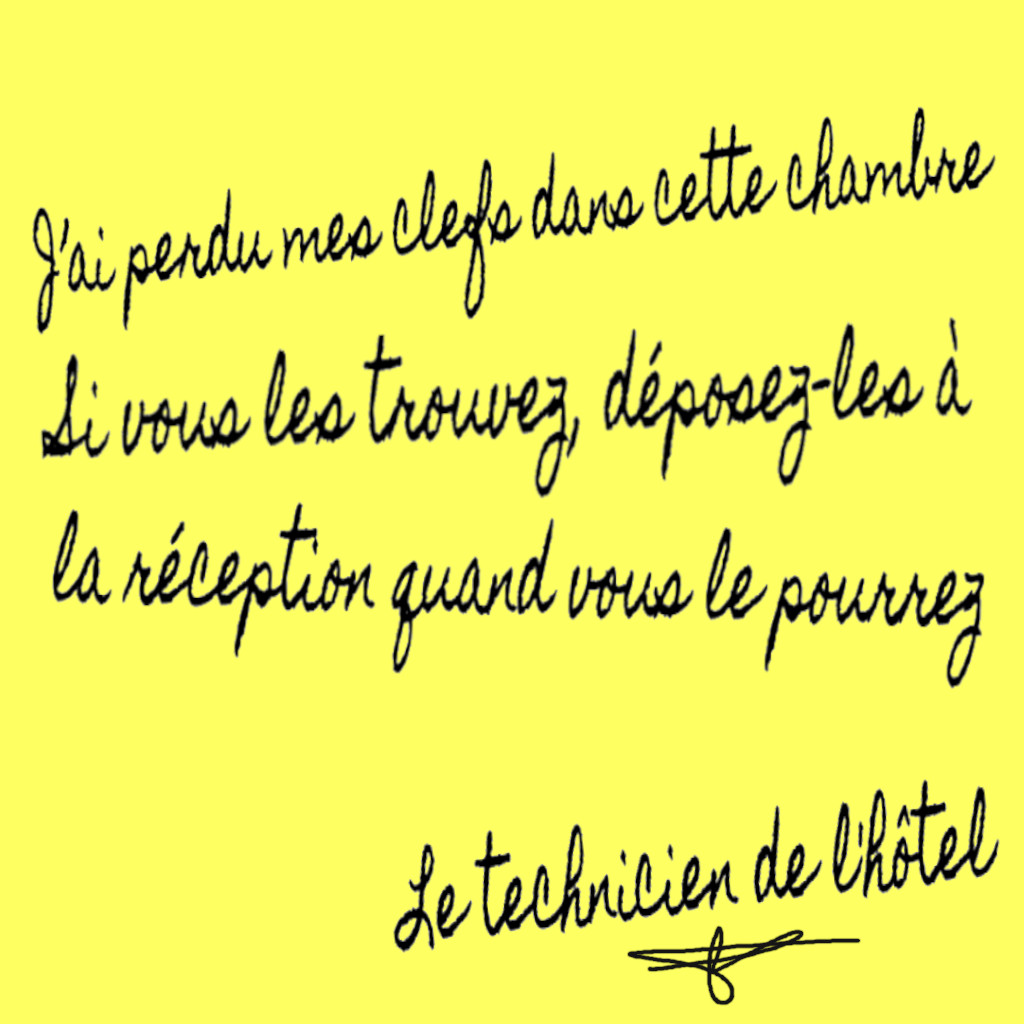 J'ai perdu mes clefs dans cette chambre
Si vous les trouvez, déposez-les à
la réception quand vous le pourrez
Le technicien de l'hôtel